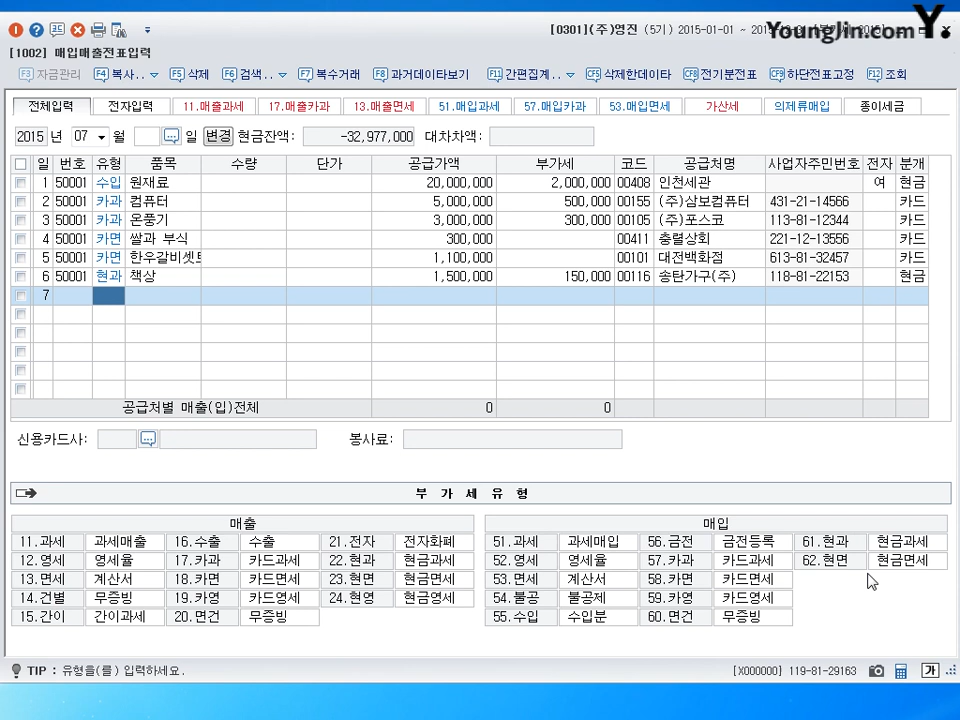 [0301](주)영진 (5기) 2015-01-01 ~
Younglin.com Y.
[1002] 매입매출전표입력
F3 자금관리 F4 복사.. F5 삭제 F6 검색.. F7 복수거래 F8 과거데이타보기 F11 간편집계.. CF5 삭제한데이타 CF8 전기분전표 CF9 하단전표고정 F12 조회
전체입력 전자입력 11.매출과세 17.매출카과 13.매출면세 51.매입과세 57.매입카과 53.매입면세 가산세 의제류매입 종이세금
2015 년 07 월 일 변경 현금잔액: -32,977,000 대차차액:
일 번호 유형 품목 수량 단가 공급가액 부가세 코드 공급처명 사업자주민번호 전자 분개
1 50001 수입 원재료 20,000,000 2,000,000 00408 인천세관 여 현금
2 50001 카과 컴퓨터 5,000,000 500,000 00155 (주)삼보컴퓨터 431-21-14566 카드
3 50001 카과 온풍기 3,000,000 300,000 00105 (주)포스코 113-81-12344 카드
4 50001 카면 쌀과 부식 300,000 00411 충렬상회 221-12-13556 카드
5 50001 카면 한우갈비셋트 1,100,000 00101 대전백화점 613-81-32457 카드
6 50001 현과 책상 1,500,000 150,000 00116 송탄가구(주) 118-81-22153 현금
7
공급처별 매출(입)전체 0 0
신용카드사: 봉사료:
부 가 세 유 형
매출 매입
11.과세 과세매출 16.수출 수출 21.전자 전자화폐 51.과세 과세매입 56.금전 금전등록 61.현과 현금과세
12.영세 영세율 17.카과 카드과세 22.현과 현금과세 52.영세 영세율 57.카과 카드과세 62.현면 현금면세
13.면세 계산서 18.카면 카드면세 23.현면 현금면세 53.면세 계산서 58.카면 카드면세
14.건별 무증빙 19.카영 카드영세 24.현영 현금영세 54.불공 불공제 59.카영 카드영세
15.간이 간이과세 20.면건 무증빙 55.수입 수입분 60.면건 무증빙
TIP : 유형을(를) 입력하세요. [X000000] 119-81-29163 가